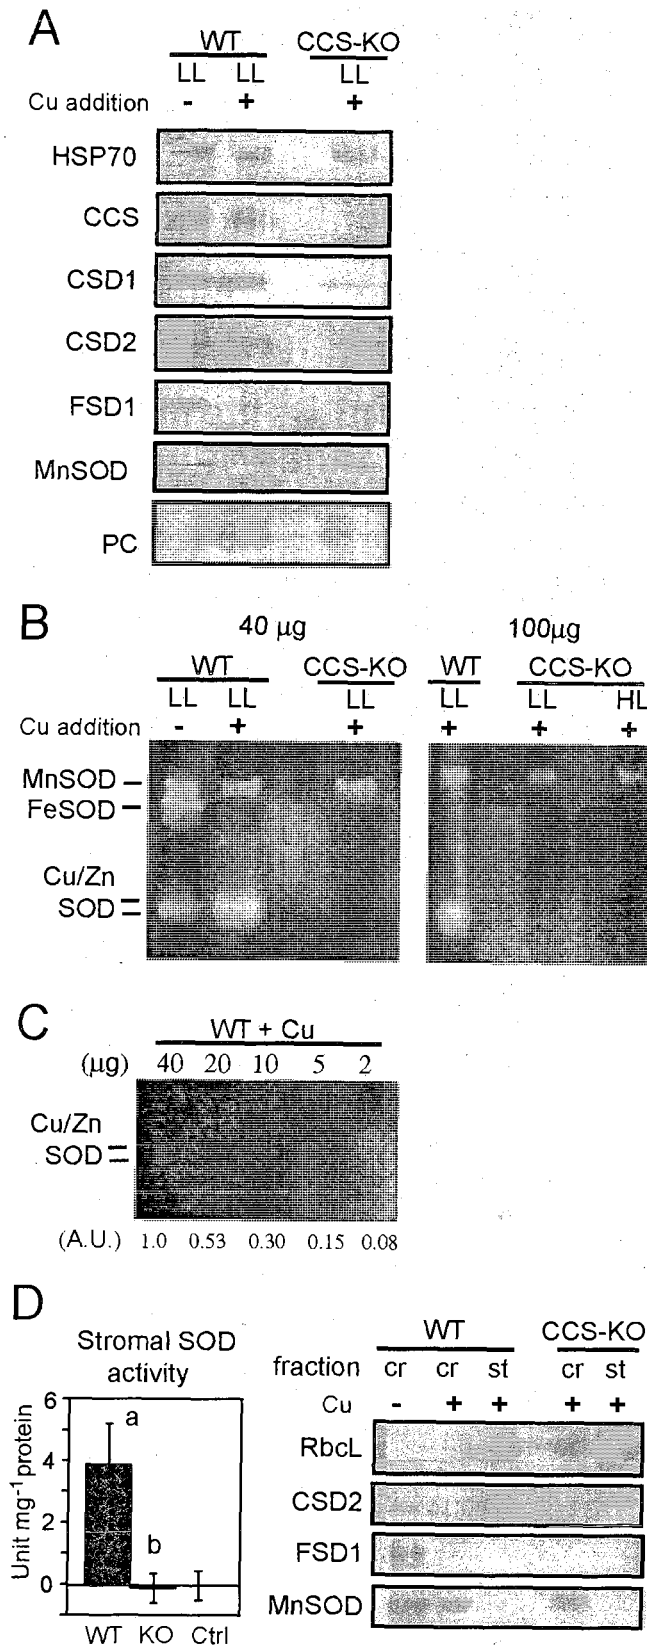 A
WT CCS-KO
LL LL LL
Cu addition - + +
HSP70
CCS
CSD1
CSD2
FSD1
MnSOD
PC
B
40 µg 100µg
WT CCS-KO WT CCS-KO
LL LL LL LL LL HL
Cu addition - + + + + +
MnSOD
FeSOD
Cu/Zn
SOD
C
WT + Cu
(µg) 40 20 10 5 2
Cu/Zn
SOD
(A.U.) 1.0 0.53 0.30 0.15 0.08
D
Stromal SOD
activity
Unit mg-1 protein
6
4
2
0
a
b
WT KO Ctrl
WT CCS-KO
fraction cr cr st cr st
Cu - + + + +
RbcL
CSD2
FSD1
MnSOD